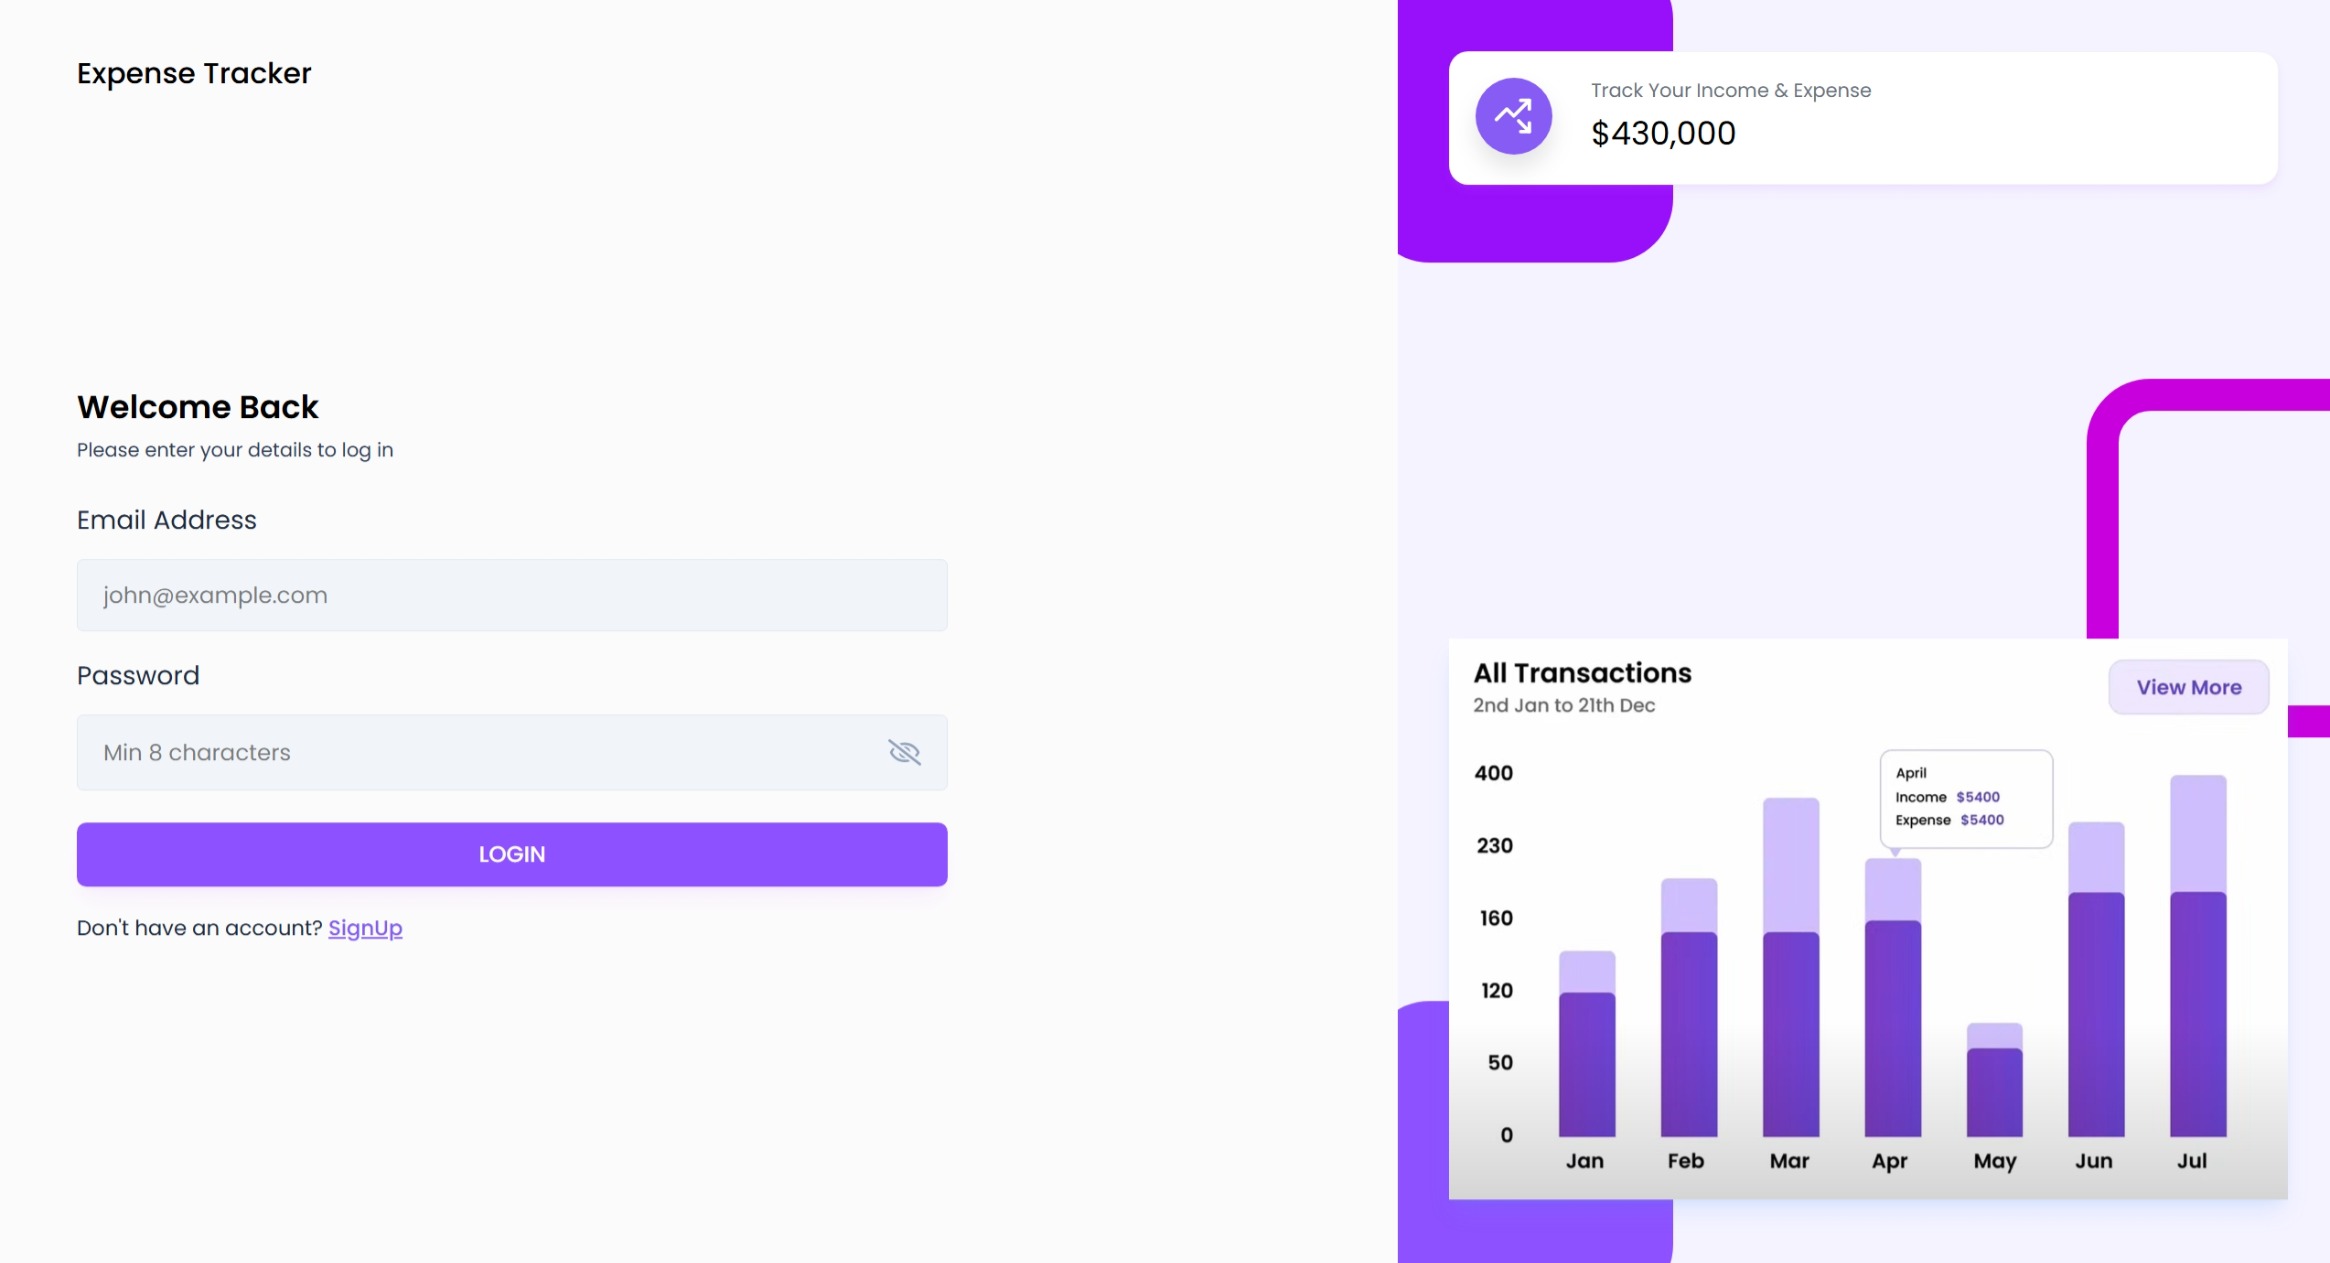 Expense Tracker
Welcome Back
Please enter your details to log in
Email Address
john@example.com
Password
Min 8 characters
LOGIN
Don't have an account? SignUp
Track Your Income & Expense
$430,000
All Transactions
2nd Jan to 21th Dec
View More
April
Income $5400
Expense $5400
400
230
160
120
50
0
Jan Feb Mar Apr May Jun Jul